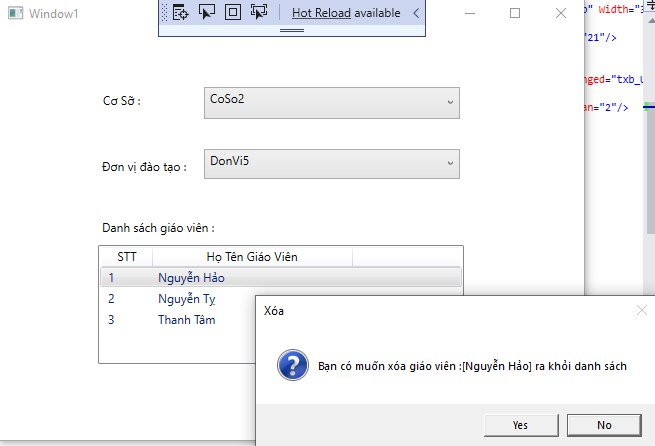 Window1
Hot Reload available
b" Width="3
"21"/>
Cơ Sở :
CoSo2
nged="txb_U
an="2"/>
Đơn vị đào tạo :
DonVi5
Danh sách giáo viên :
STT Họ Tên Giáo Viên
1 Nguyễn Hảo
2 Nguyễn Tỵ
3 Thanh Tâm
Xóa
Bạn có muốn xóa giáo viên :[Nguyễn Hảo] ra khỏi danh sách
Yes No